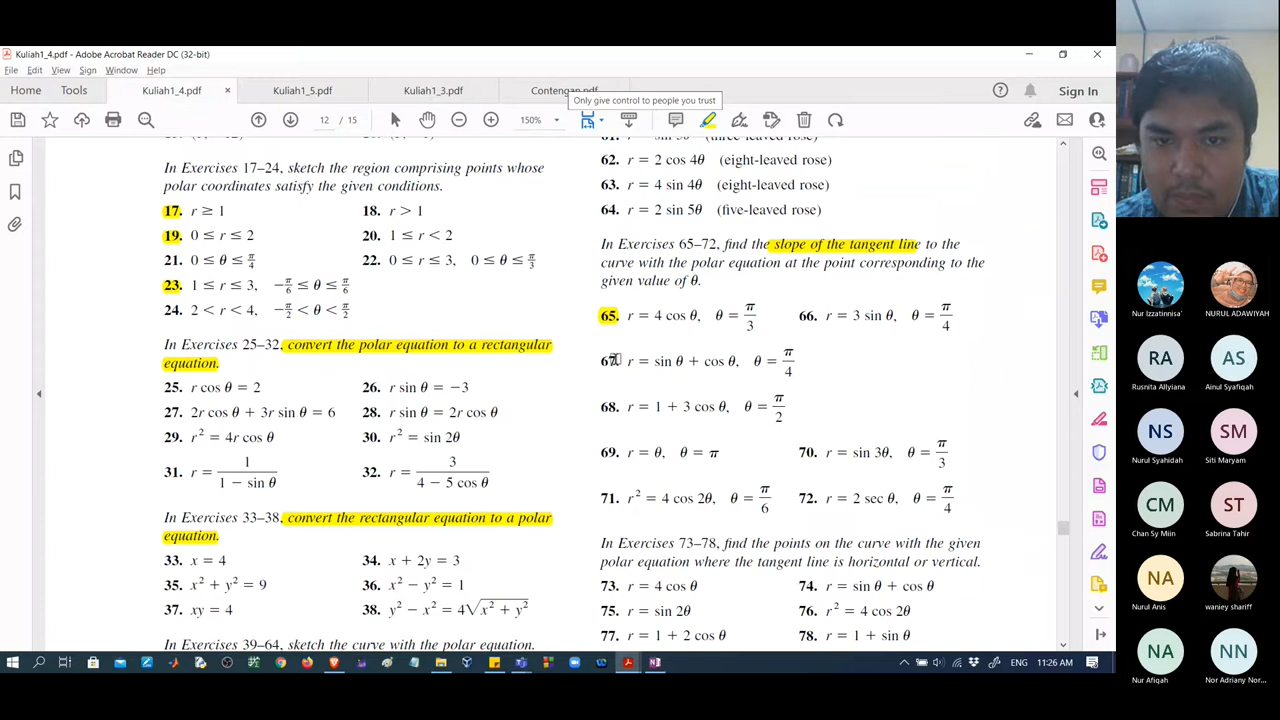 Kuliah1_4.pdf - Adobe Acrobat Reader DC (32-bit)
File Edit View Sign Window Help
Home Tools Kuliah1_4.pdf × Kuliah1_5.pdf Kuliah1_3.pdf Contengan.pdf Sign In
Only give control to people you trust
12 / 15 150%
In Exercises 17–24, sketch the region comprising points whose
polar coordinates satisfy the given conditions.
17. r ≥ 1 18. r > 1
19. 0 ≤ r ≤ 2 20. 1 ≤ r < 2
21. 0 ≤ θ ≤ π/4 22. 0 ≤ r ≤ 3, 0 ≤ θ ≤ π/3
23. 1 ≤ r ≤ 3, −π/6 ≤ θ ≤ π/6
24. 2 < r < 4, −π/2 < θ < π/2
In Exercises 25–32, convert the polar equation to a rectangular
equation.
25. r cos θ = 2 26. r sin θ = −3
27. 2r cos θ + 3r sin θ = 6 28. r sin θ = 2r cos θ
29. r² = 4r cos θ 30. r² = sin 2θ
31. r = 1/(1 − sin θ) 32. r = 3/(4 − 5 cos θ)
In Exercises 33–38, convert the rectangular equation to a polar
equation.
33. x = 4 34. x + 2y = 3
35. x² + y² = 9 36. x² − y² = 1
37. xy = 4 38. y² − x² = 4√(x² + y²)
In Exercises 39–64, sketch the curve with the polar equation.
62. r = 2 cos 4θ (eight-leaved rose)
63. r = 4 sin 4θ (eight-leaved rose)
64. r = 2 sin 5θ (five-leaved rose)
In Exercises 65–72, find the slope of the tangent line to the
curve with the polar equation at the point corresponding to the
given value of θ.
65. r = 4 cos θ, θ = π/3 66. r = 3 sin θ, θ = π/4
67. r = sin θ + cos θ, θ = π/4
68. r = 1 + 3 cos θ, θ = π/2
69. r = θ, θ = π 70. r = sin 3θ, θ = π/3
71. r² = 4 cos 2θ, θ = π/6 72. r = 2 sec θ, θ = π/4
In Exercises 73–78, find the points on the curve with the given
polar equation where the tangent line is horizontal or vertical.
73. r = 4 cos θ 74. r = sin θ + cos θ
75. r = sin 2θ 76. r² = 4 cos 2θ
77. r = 1 + 2 cos θ 78. r = 1 + sin θ
Nur Izzatinnisa' NURUL ADAWIYAH
RA AS
Rusnita Allyiana Ainul Syafiqah
NS SM
Nurul Syahidah Siti Maryam
CM ST
Chan Sy Miin Sabrina Tahir
NA
Nurul Anis waniey shariff
NA NN
Nur Afiqah Nor Adriany Nor...
ENG 11:26 AM